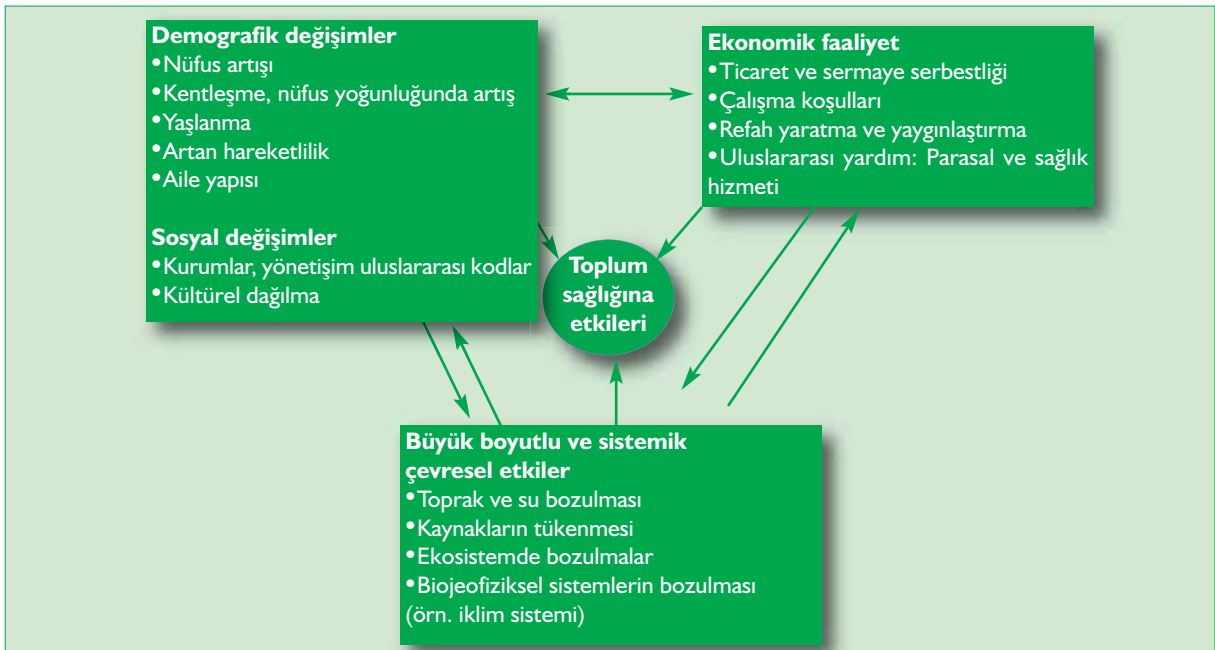 Demografik değişimler
•Nüfus artışı
•Kentleşme, nüfus yoğunluğunda artış
•Yaşlanma
•Artan hareketlilik
•Aile yapısı
Sosyal değişimler
•Kurumlar, yönetişim uluslararası kodlar
•Kültürel dağılma
Ekonomik faaliyet
•Ticaret ve sermaye serbestliği
•Çalışma koşulları
•Refah yaratma ve yaygınlaştırma
•Uluslararası yardım: Parasal ve sağlık
hizmeti
Toplum
sağlığına
etkileri
Büyük boyutlu ve sistemik
çevresel etkiler
•Toprak ve su bozulması
•Kaynakların tükenmesi
•Ekosistemde bozulmalar
•Biojeofiziksel sistemlerin bozulması
(örn. iklim sistemi)